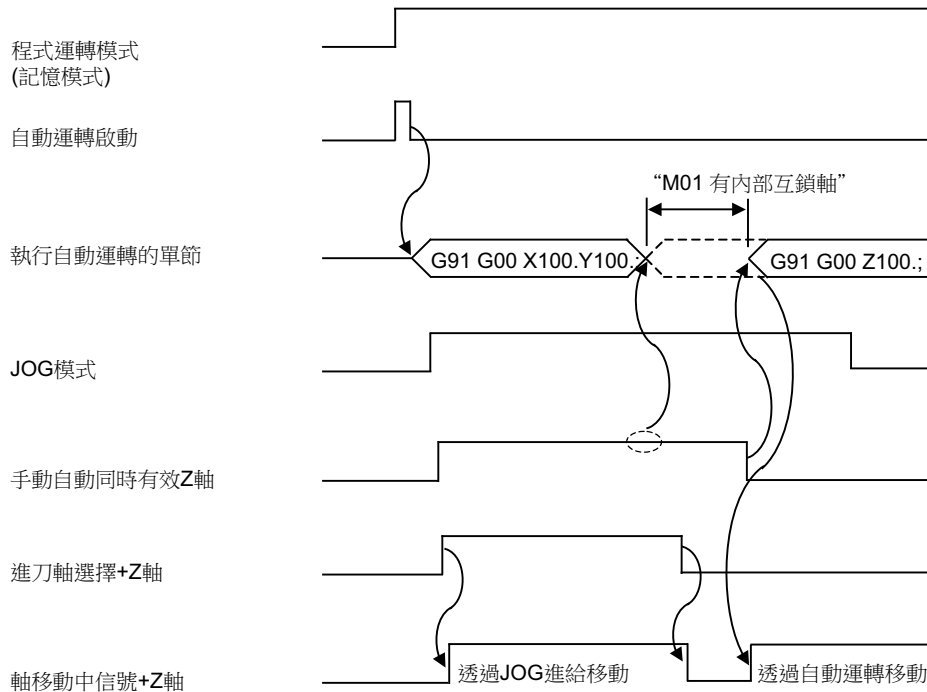 程式運轉模式
(記憶模式)
自動運轉啟動
“M01 有內部互鎖軸”
執行自動運轉的單節
G91 G00 X100.Y100.;
G91 G00 Z100.;
JOG模式
手動自動同時有效Z軸
進刀軸選擇+Z軸
軸移動中信號+Z軸
透過JOG進給移動
透過自動運轉移動